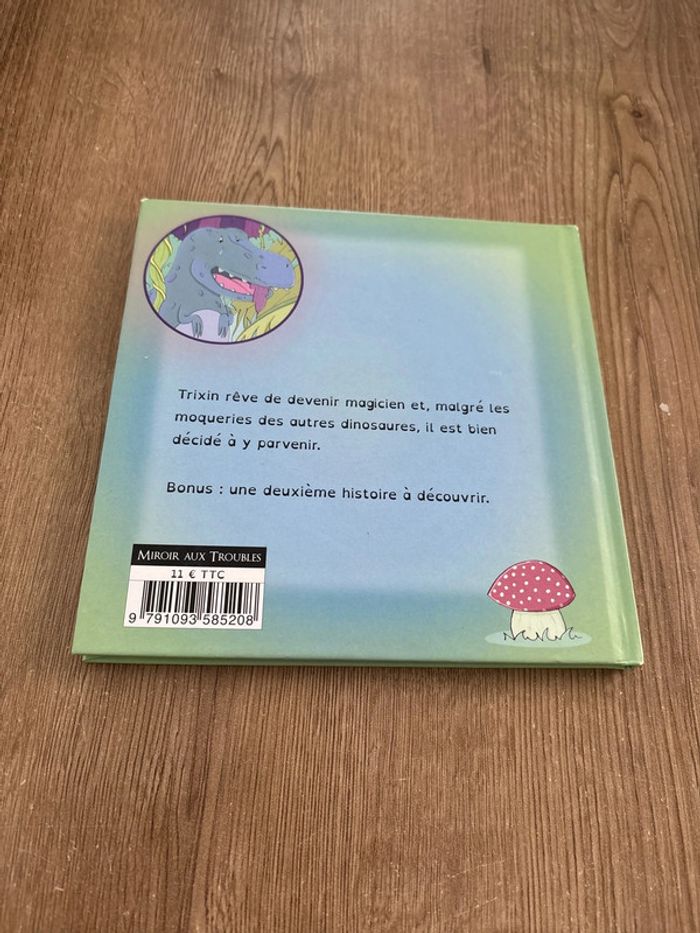 Trixin rêve de devenir magicien et, malgré les
moqueries des autres dinosaures, il est bien
décidé à y parvenir.
Bonus : une deuxième histoire à découvrir.
MIROIR AUX TROUBLES
11 € TTC
9 791093 585208